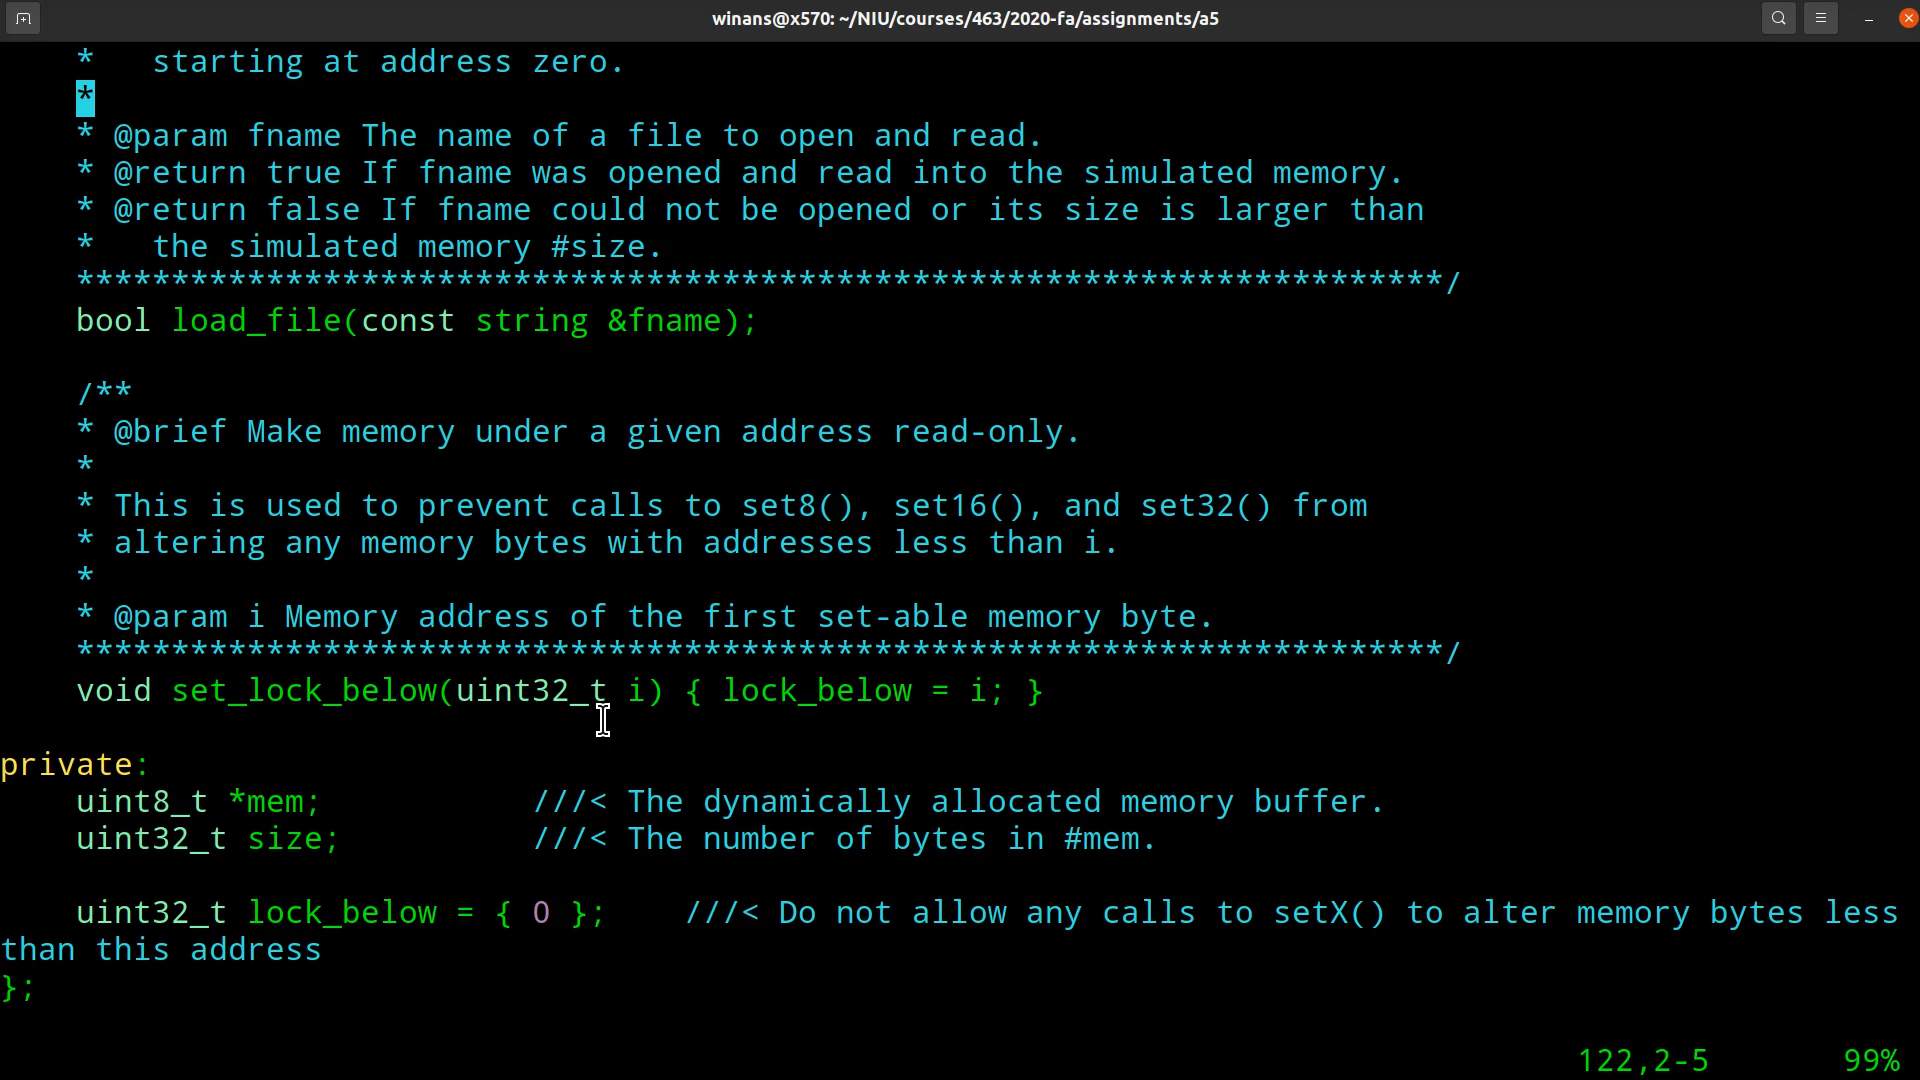 winans@x570: ~/NIU/courses/463/2020-fa/assignments/a5
*   starting at address zero.
*
* @param fname The name of a file to open and read.
* @return true If fname was opened and read into the simulated memory.
* @return false If fname could not be opened or its size is larger than
*   the simulated memory #size.
************************************************************************/
bool load_file(const string &fname);
/**
* @brief Make memory under a given address read-only.
*
* This is used to prevent calls to set8(), set16(), and set32() from
* altering any memory bytes with addresses less than i.
*
* @param i Memory address of the first set-able memory byte.
************************************************************************/
void set_lock_below(uint32_t i) { lock_below = i; }
private:
uint8_t *mem;           ///< The dynamically allocated memory buffer.
uint32_t size;          ///< The number of bytes in #mem.
uint32_t lock_below = { 0 };    ///< Do not allow any calls to setX() to alter memory bytes less
than this address
};
122,2-5       99%